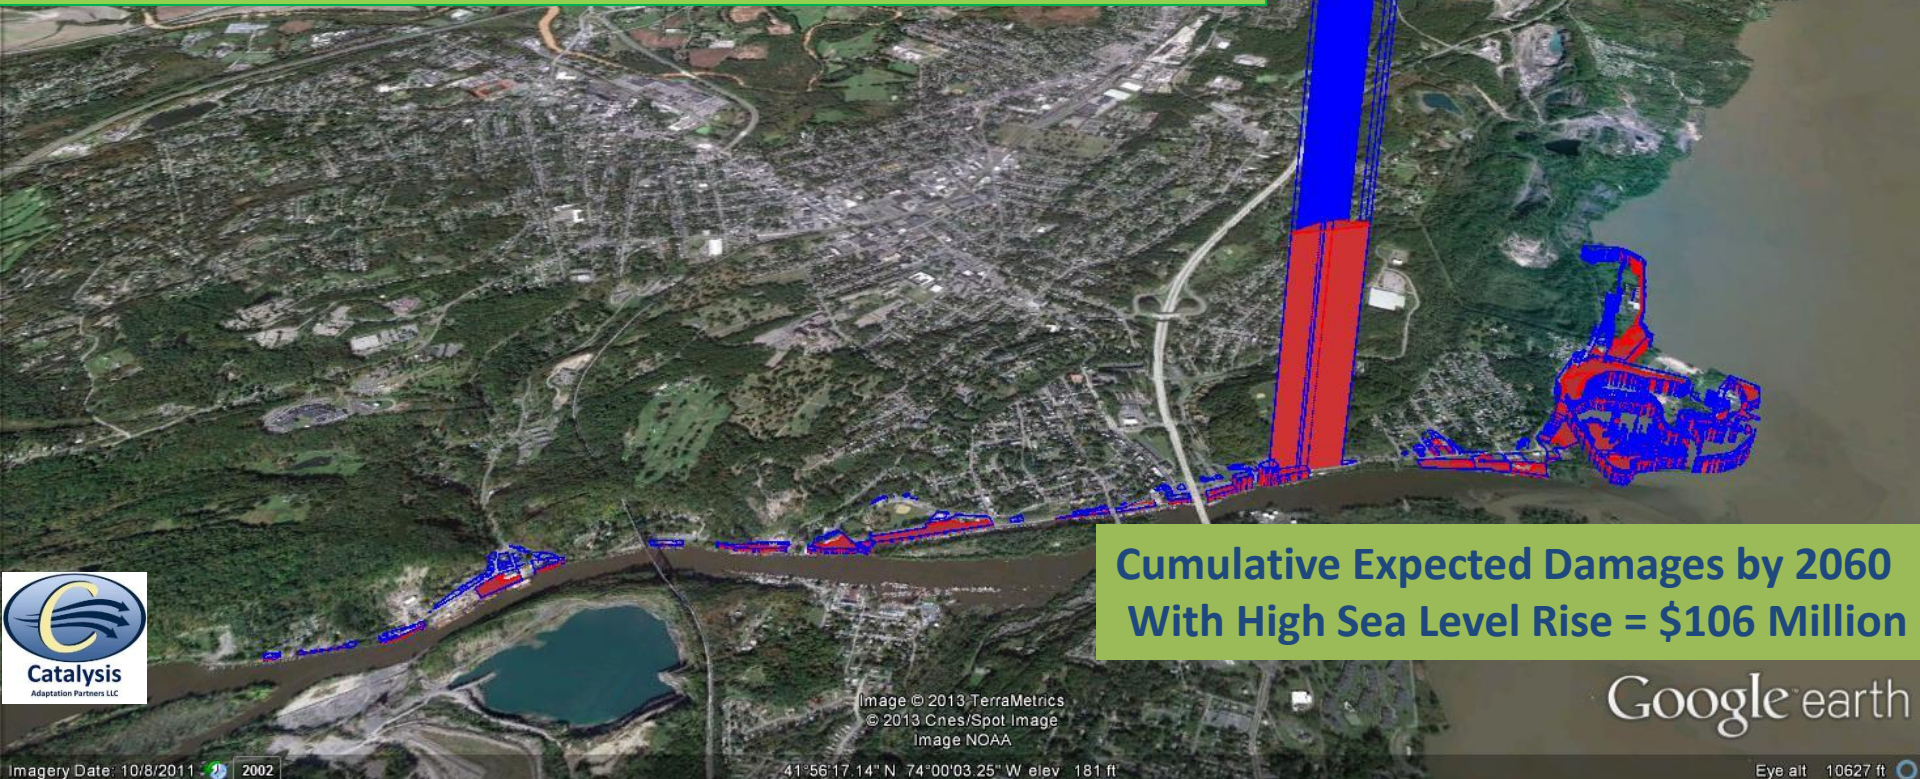 Cumulative Expected Damages by 2060
With High Sea Level Rise = $106 Million
Catalysis
Adaptation Partners LLC
Image © 2013 TerraMetrics
© 2013 Cnes/Spot Image
Image NOAA
Google earth
Imagery Date: 10/8/2011
2002
41°56'17.14" N 74°00'03.25" W elev 181 ft
Eye alt 10627 ft